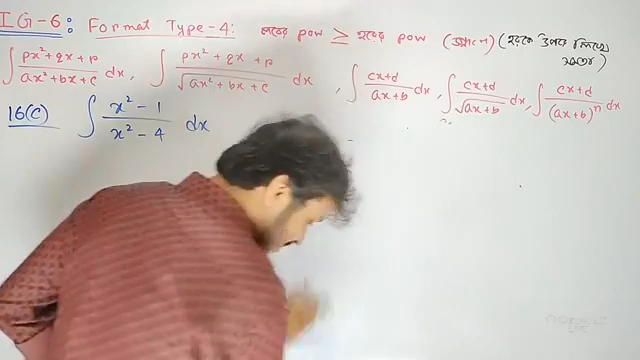 IG-6: Format Type-4: লবের pow ≥ হরের pow (হরকে উপরে লিখে
∫ px²+qx+r / ax²+bx+c dx, ∫ px²+qx+r / √ax²+bx+c dx, ∫ cx+d / ax+b dx, ∫ cx+d / √ax+b dx, ∫ cx+d / (ax+b)ⁿ dx
16(C) ∫ x²-1 / x²-4 dx